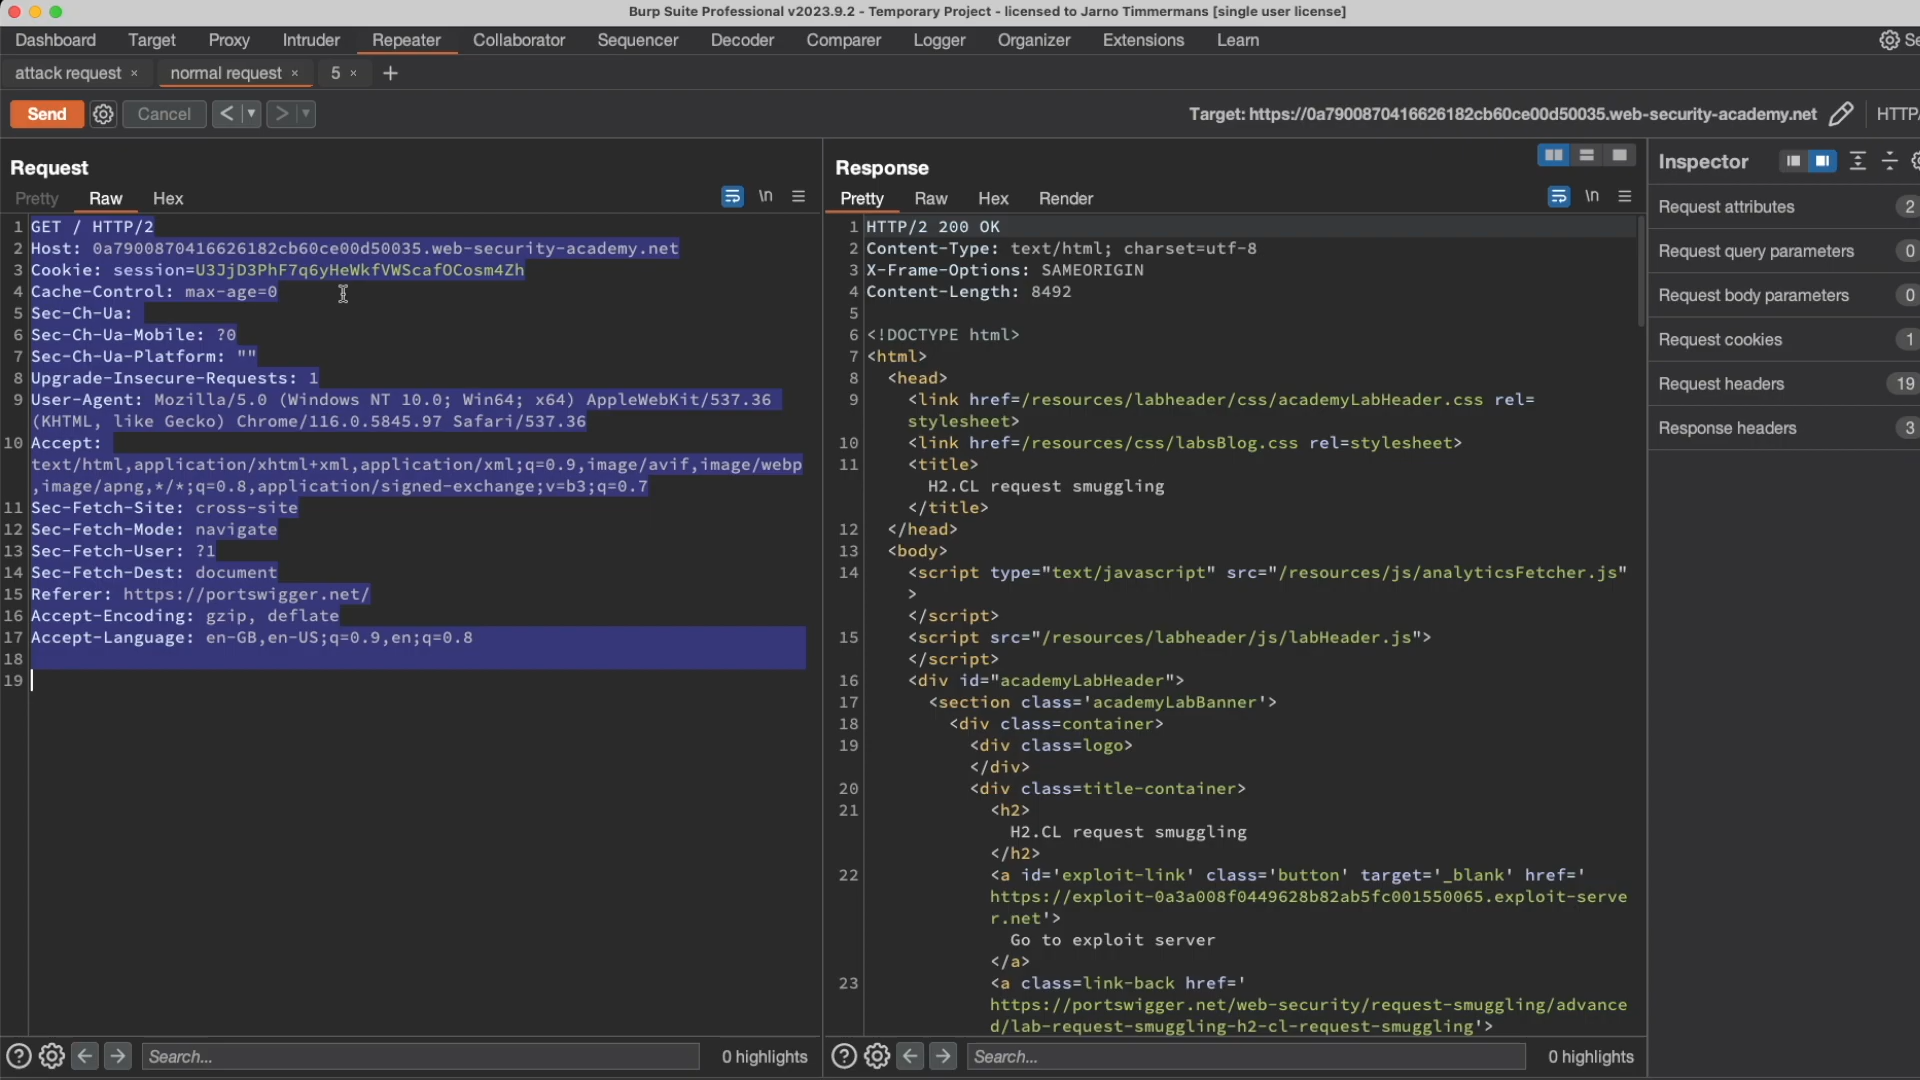 Burp Suite Professional v2023.9.2 - Temporary Project - licensed to Jarno Timmermans [single user license]
Dashboard Target Proxy Intruder Repeater Collaborator Sequencer Decoder Comparer Logger Organizer Extensions Learn Se
attack request × normal request × 5 × +
Send Cancel < > Target: https://0a7900870416626182cb60ce00d50035.web-security-academy.net HTTP/
Request
Pretty Raw Hex \n
1 GET / HTTP/2
2 Host: 0a7900870416626182cb60ce00d50035.web-security-academy.net
3 Cookie: session=U3JjD3PhF7q6yHeWkfVWScafOCosm4Zh
4 Cache-Control: max-age=0
5 Sec-Ch-Ua:
6 Sec-Ch-Ua-Mobile: ?0
7 Sec-Ch-Ua-Platform: ""
8 Upgrade-Insecure-Requests: 1
9 User-Agent: Mozilla/5.0 (Windows NT 10.0; Win64; x64) AppleWebKit/537.36
(KHTML, like Gecko) Chrome/116.0.5845.97 Safari/537.36
10 Accept:
text/html,application/xhtml+xml,application/xml;q=0.9,image/avif,image/webp
,image/apng,*/*;q=0.8,application/signed-exchange;v=b3;q=0.7
11 Sec-Fetch-Site: cross-site
12 Sec-Fetch-Mode: navigate
13 Sec-Fetch-User: ?1
14 Sec-Fetch-Dest: document
15 Referer: https://portswigger.net/
16 Accept-Encoding: gzip, deflate
17 Accept-Language: en-GB,en-US;q=0.9,en;q=0.8
18
19
Search... 0 highlights
Response
Pretty Raw Hex Render \n
1 HTTP/2 200 OK
2 Content-Type: text/html; charset=utf-8
3 X-Frame-Options: SAMEORIGIN
4 Content-Length: 8492
5
6 <!DOCTYPE html>
7 <html>
8 <head>
9 <link href=/resources/labheader/css/academyLabHeader.css rel=
stylesheet>
10 <link href=/resources/css/labsBlog.css rel=stylesheet>
11 <title>
H2.CL request smuggling
</title>
12 </head>
13 <body>
14 <script type="text/javascript" src="/resources/js/analyticsFetcher.js"
>
</script>
15 <script src="/resources/labheader/js/labHeader.js">
</script>
16 <div id="academyLabHeader">
17 <section class='academyLabBanner'>
18 <div class=container>
19 <div class=logo>
</div>
20 <div class=title-container>
21 <h2>
H2.CL request smuggling
</h2>
22 <a id='exploit-link' class='button' target='_blank' href='
https://exploit-0a3a008f0449628b82ab5fc001550065.exploit-serve
r.net'>
Go to exploit server
</a>
23 <a class=link-back href='
https://portswigger.net/web-security/request-smuggling/advance
d/lab-request-smuggling-h2-cl-request-smuggling'>
Search... 0 highlights
Inspector
Request attributes 2
Request query parameters 0
Request body parameters 0
Request cookies 1
Request headers 19
Response headers 3